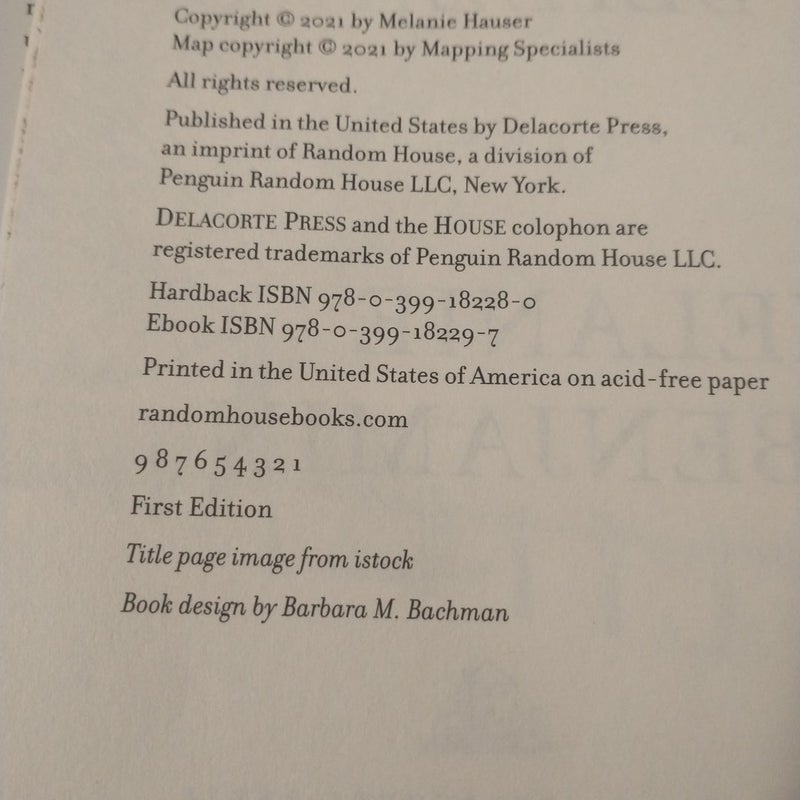 Copyright © 2021 by Melanie Hauser
Map copyright © 2021 by Mapping Specialists
All rights reserved.
Published in the United States by Delacorte Press,
an imprint of Random House, a division of
Penguin Random House LLC, New York.
DELACORTE PRESS and the HOUSE colophon are
registered trademarks of Penguin Random House LLC.
Hardback ISBN 978-0-399-18228-0
Ebook ISBN 978-0-399-18229-7
Printed in the United States of America on acid-free paper
randomhousebooks.com
9 8 7 6 5 4 3 2 1
First Edition
Title page image from istock
Book design by Barbara M. Bachman